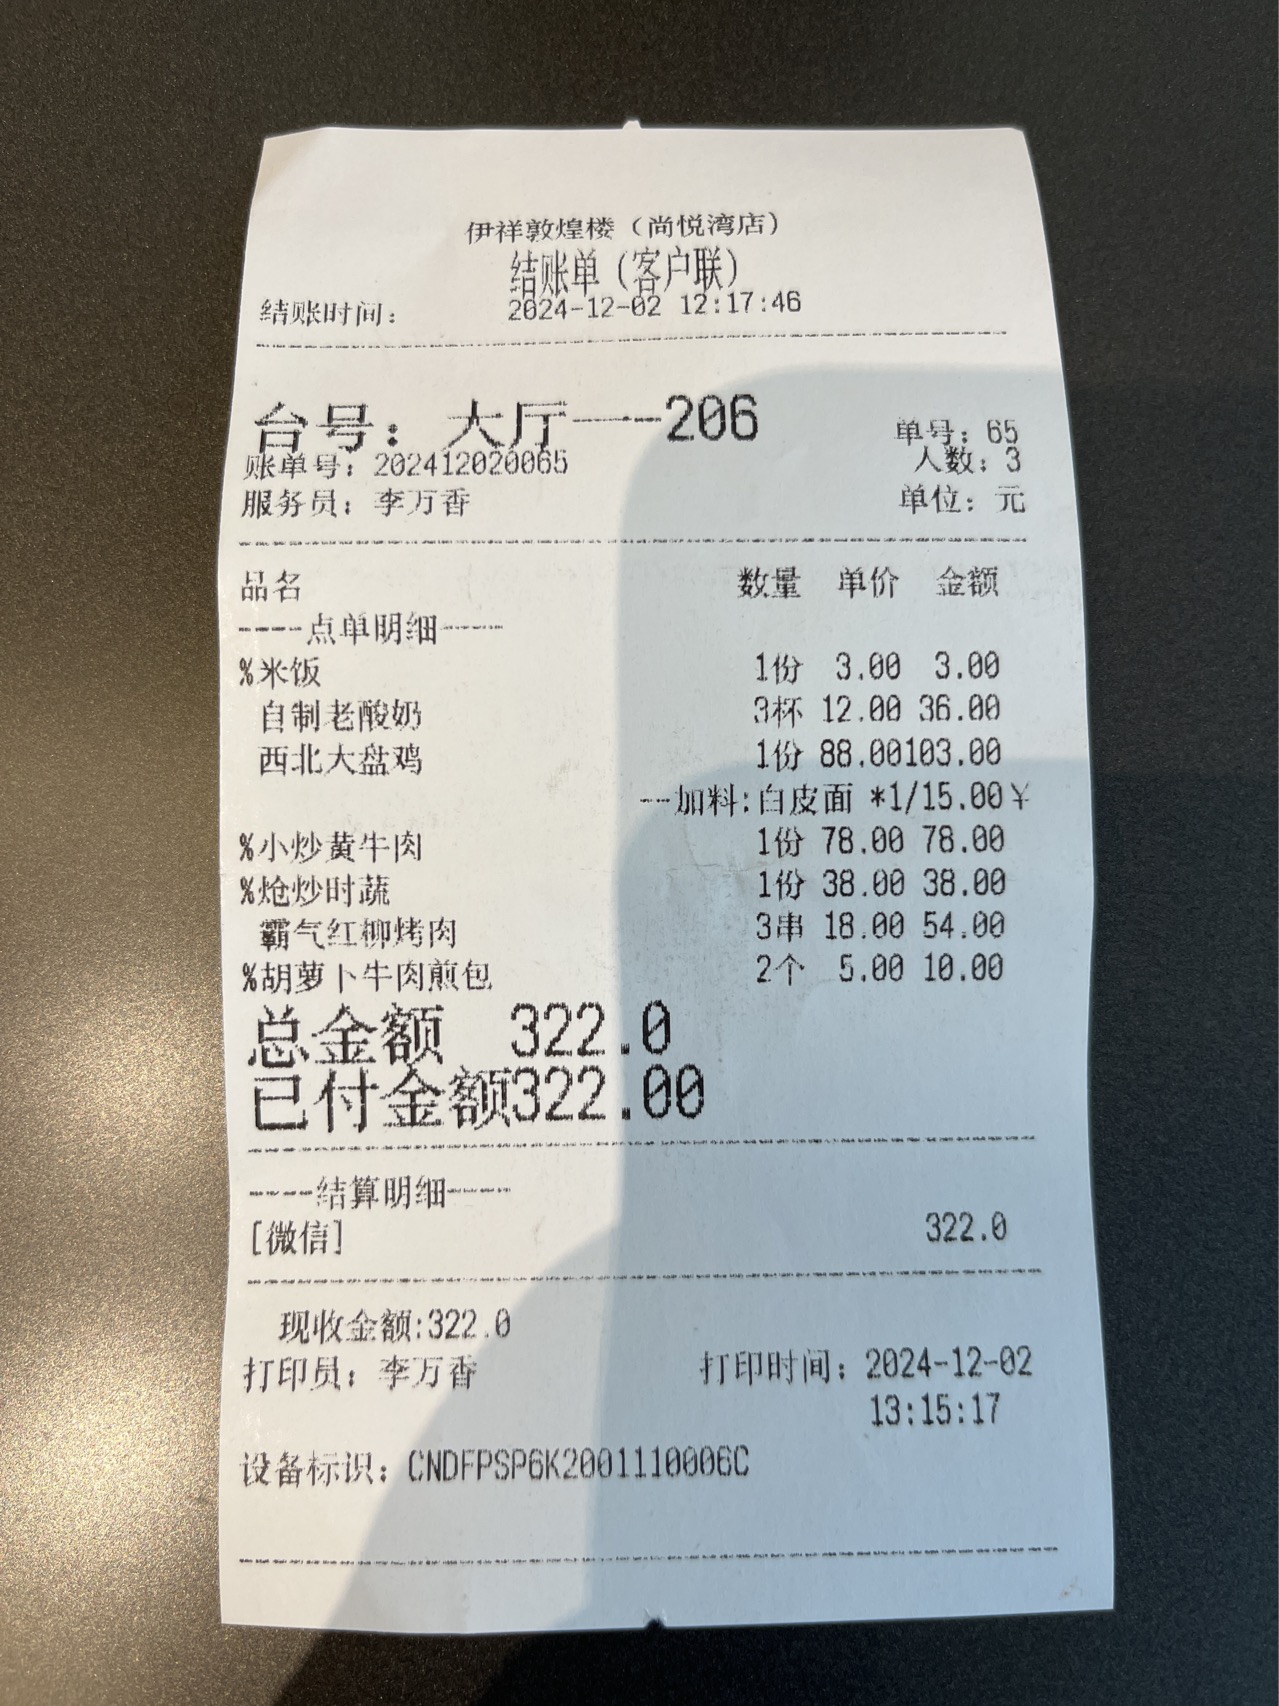 伊祥敦煌楼（尚悦湾店）
结账单（客户联）
结账时间： 2024-12-02 12:17:46
台号：大厅---206 单号：65
账单号：202412020065 人数：3
服务员：李万香 单位：元
品名 数量 单价 金额
----点单明细----
%米饭 1份 3.00 3.00
自制老酸奶 3杯 12.00 36.00
西北大盘鸡 1份 88.00103.00
--加料:白皮面 *1/15.00¥
%小炒黄牛肉 1份 78.00 78.00
%炝炒时蔬 1份 38.00 38.00
霸气红柳烤肉 3串 18.00 54.00
%胡萝卜牛肉煎包 2个 5.00 10.00
总金额 322.0
已付金额322.00
----结算明细----
[微信] 322.0
现收金额:322.0
打印员：李万香 打印时间：2024-12-02
13:15:17
设备标识：CNDFPSP6K2001110006C